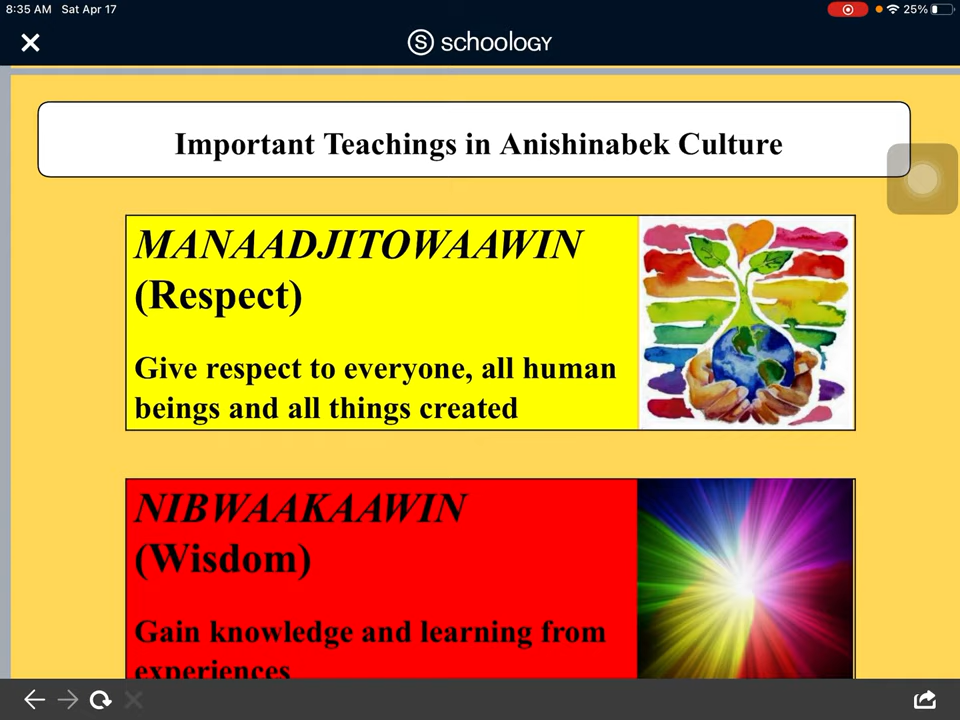 8:35 AM Sat Apr 17
25%
schoology
Important Teachings in Anishinabek Culture
MANAADJITOWAAWIN
(Respect)
Give respect to everyone, all human
beings and all things created
NIBWAAKAAWIN
(Wisdom)
Gain knowledge and learning from
experiences